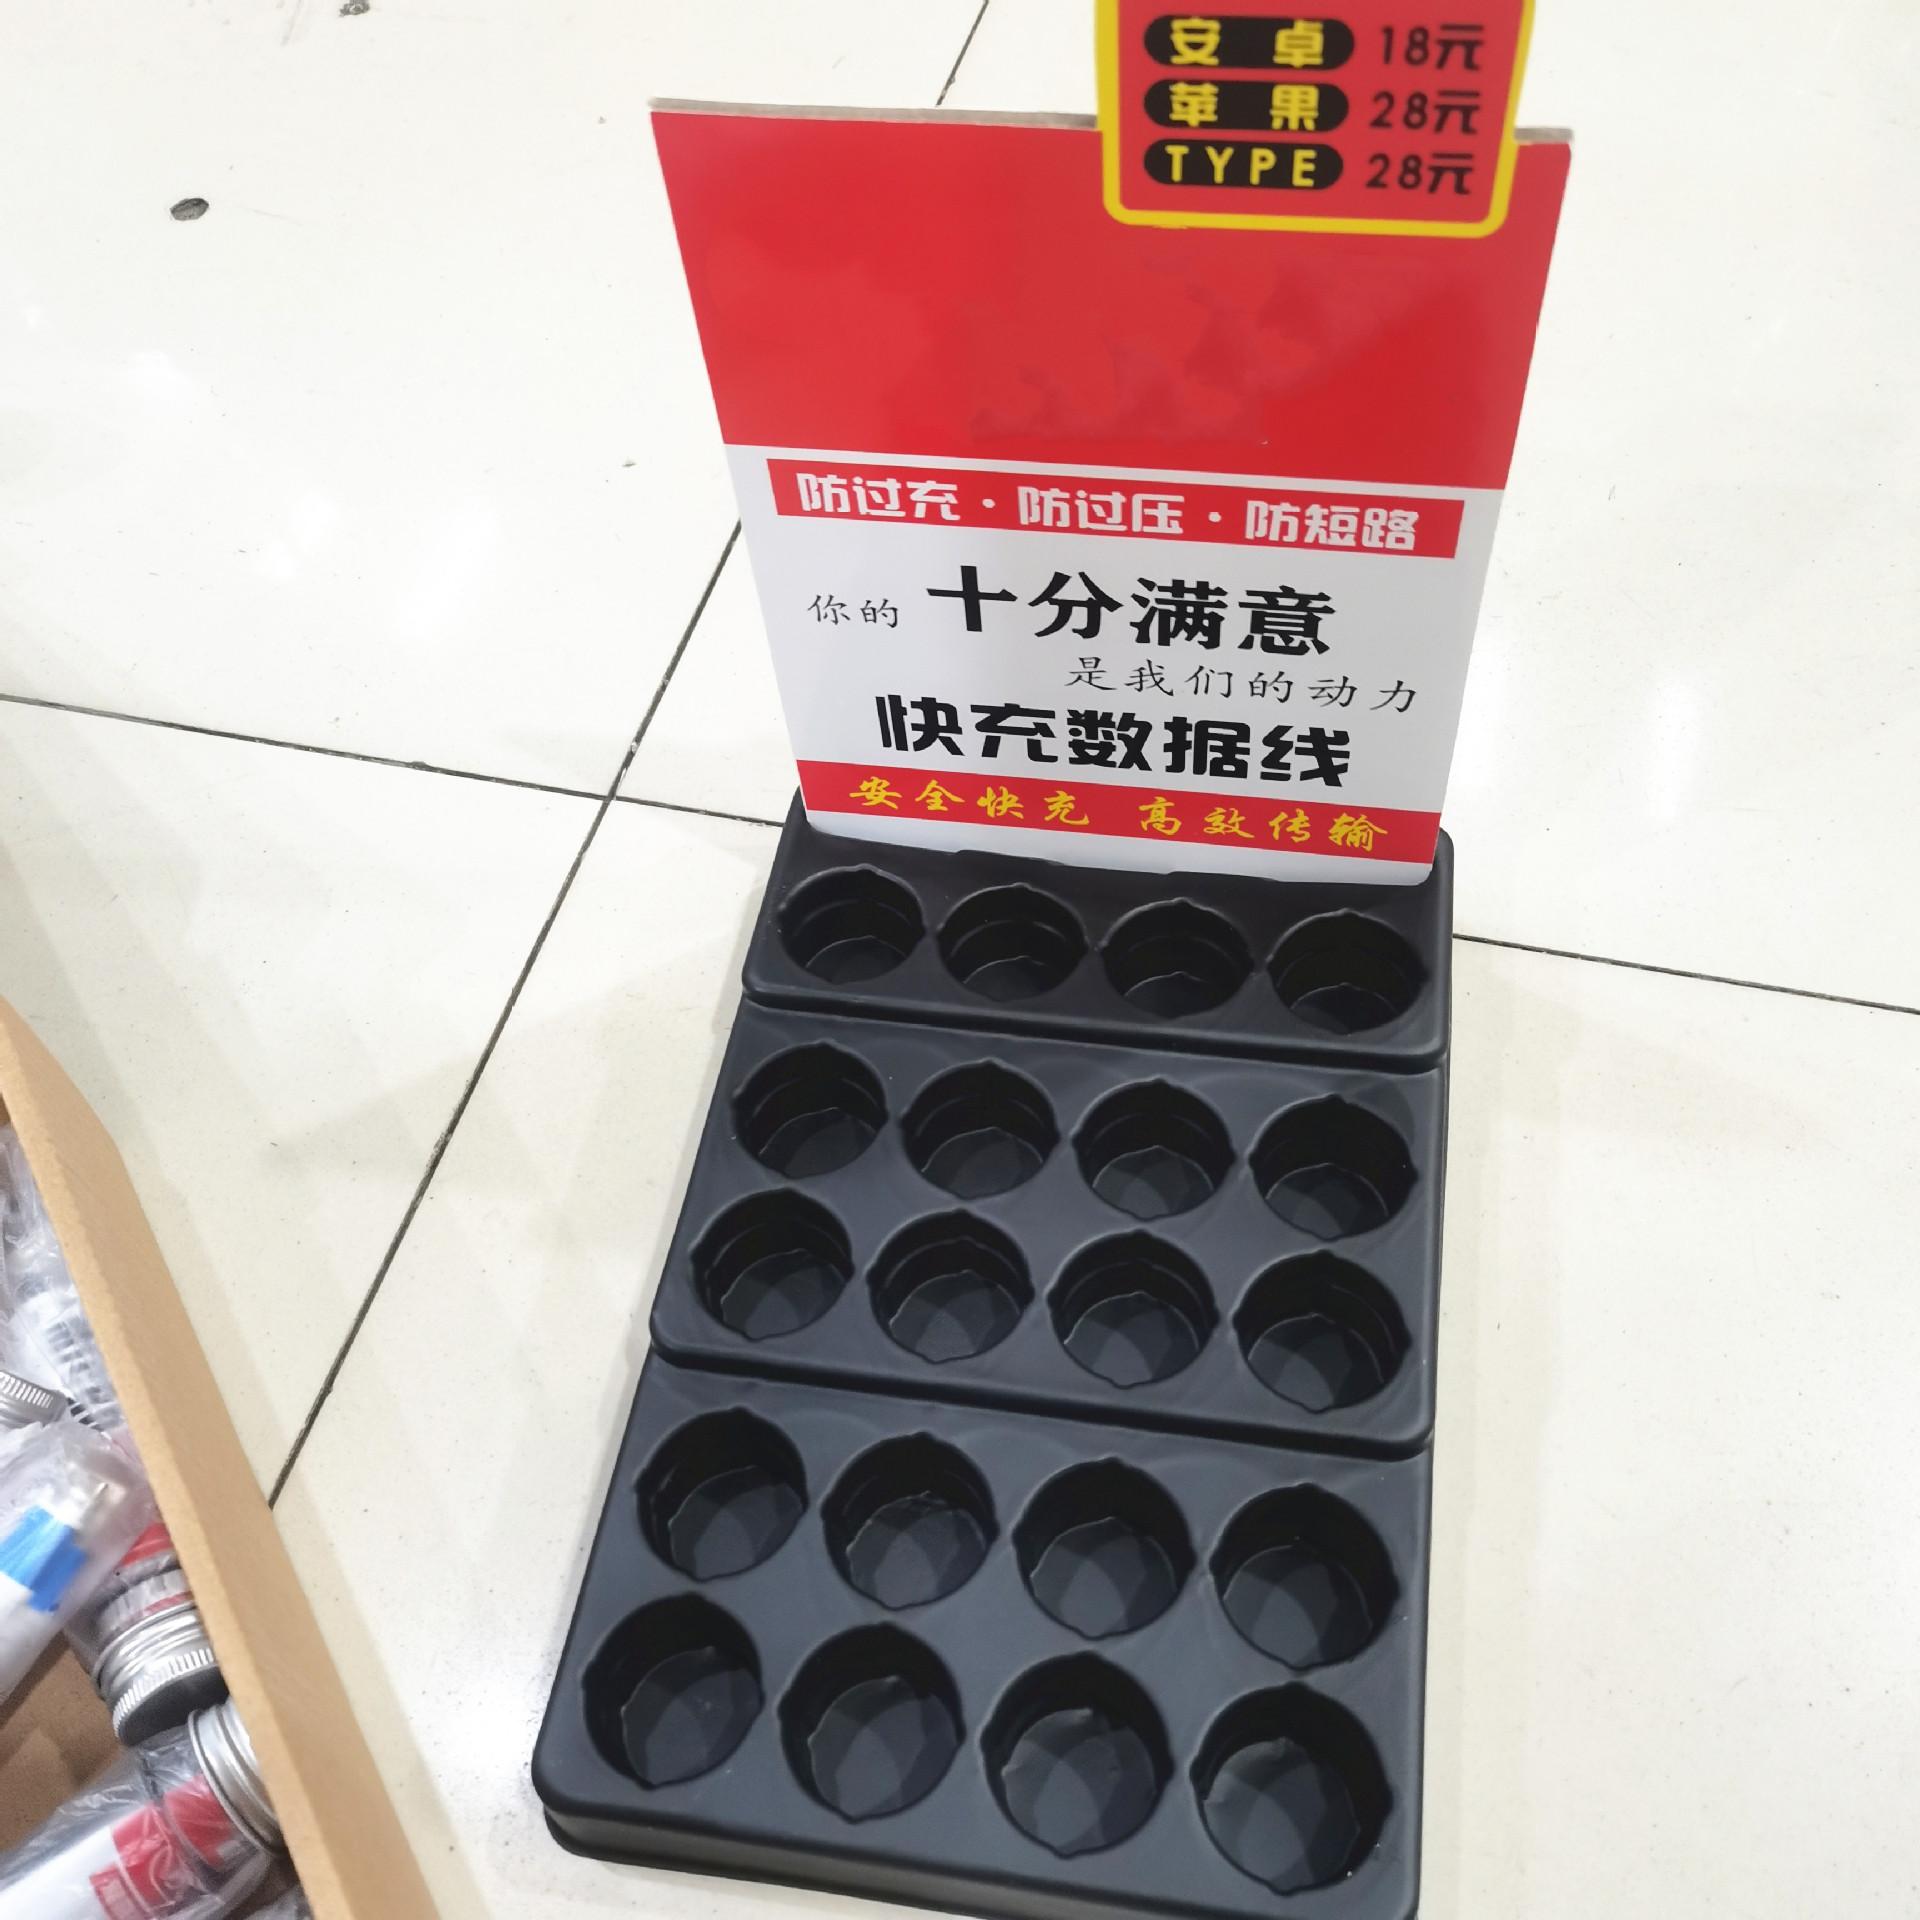 安卓 18元
苹果 28元
TYPE 28元
防过充·防过压·防短路
你的 十分满意
是我们的动力
快充数据线
安全快充 高效传输